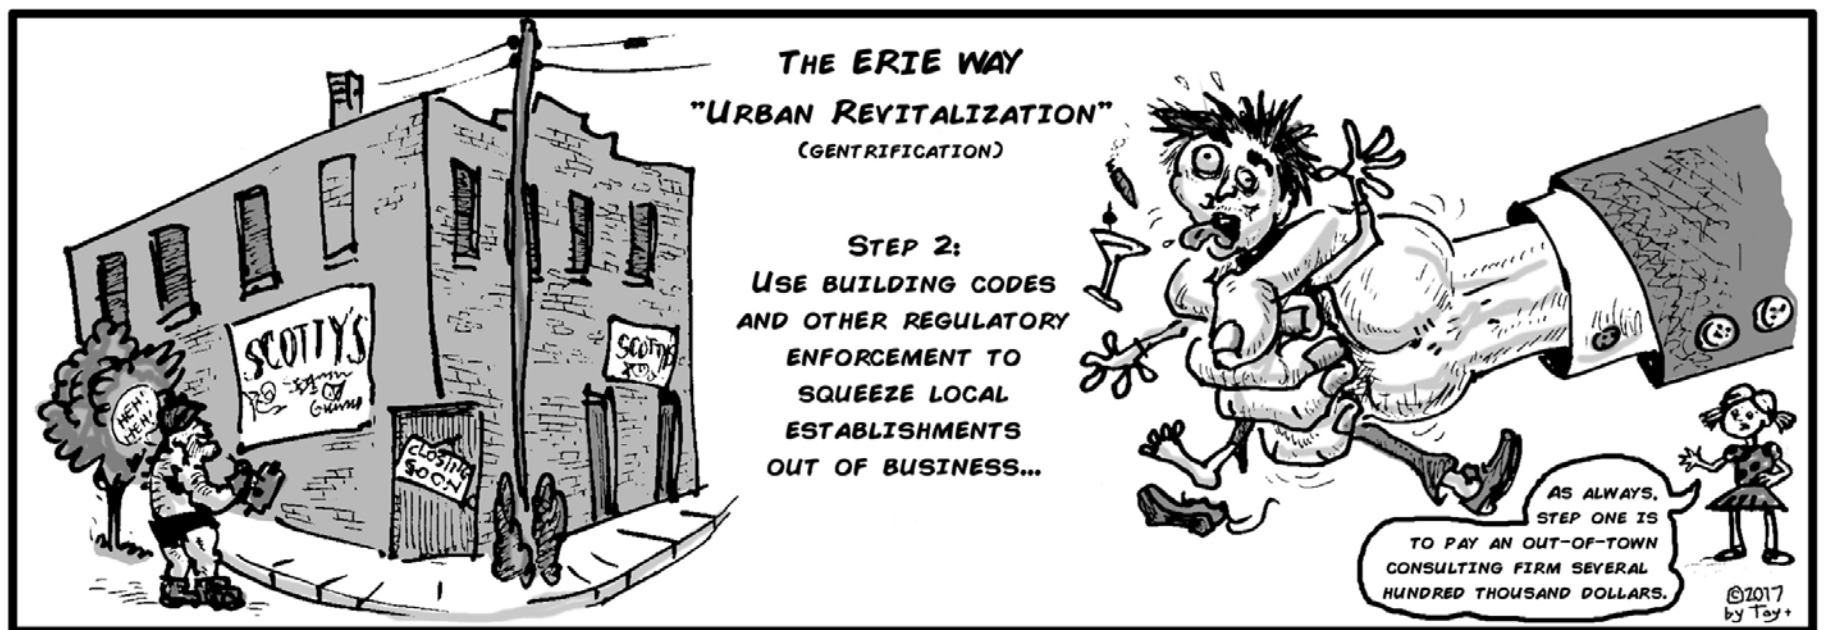 THE ERIE WAY
"URBAN REVITALIZATION"
(GENTRIFICATION)
STEP 2:
USE BUILDING CODES
AND OTHER REGULATORY
ENFORCEMENT TO
SQUEEZE LOCAL
ESTABLISHMENTS
OUT OF BUSINESS...
SCOTTY'S
SCOTTY'S
HEH!
HEH!
CLOSING
SOON
AS ALWAYS,
STEP ONE IS
TO PAY AN OUT-OF-TOWN
CONSULTING FIRM SEVERAL
HUNDRED THOUSAND DOLLARS.
©2017
by Toy+